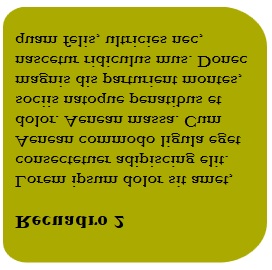 Recuadro 2
Lorem ipsum dolor sit amet,
consectetuer adipiscing elit.
Aenean commodo ligula eget
dolor. Aenean massa. Cum
sociis natoque penatibus et
magnis dis parturient montes,
nascetur ridiculus mus. Donec
quam felis, ultricies nec,